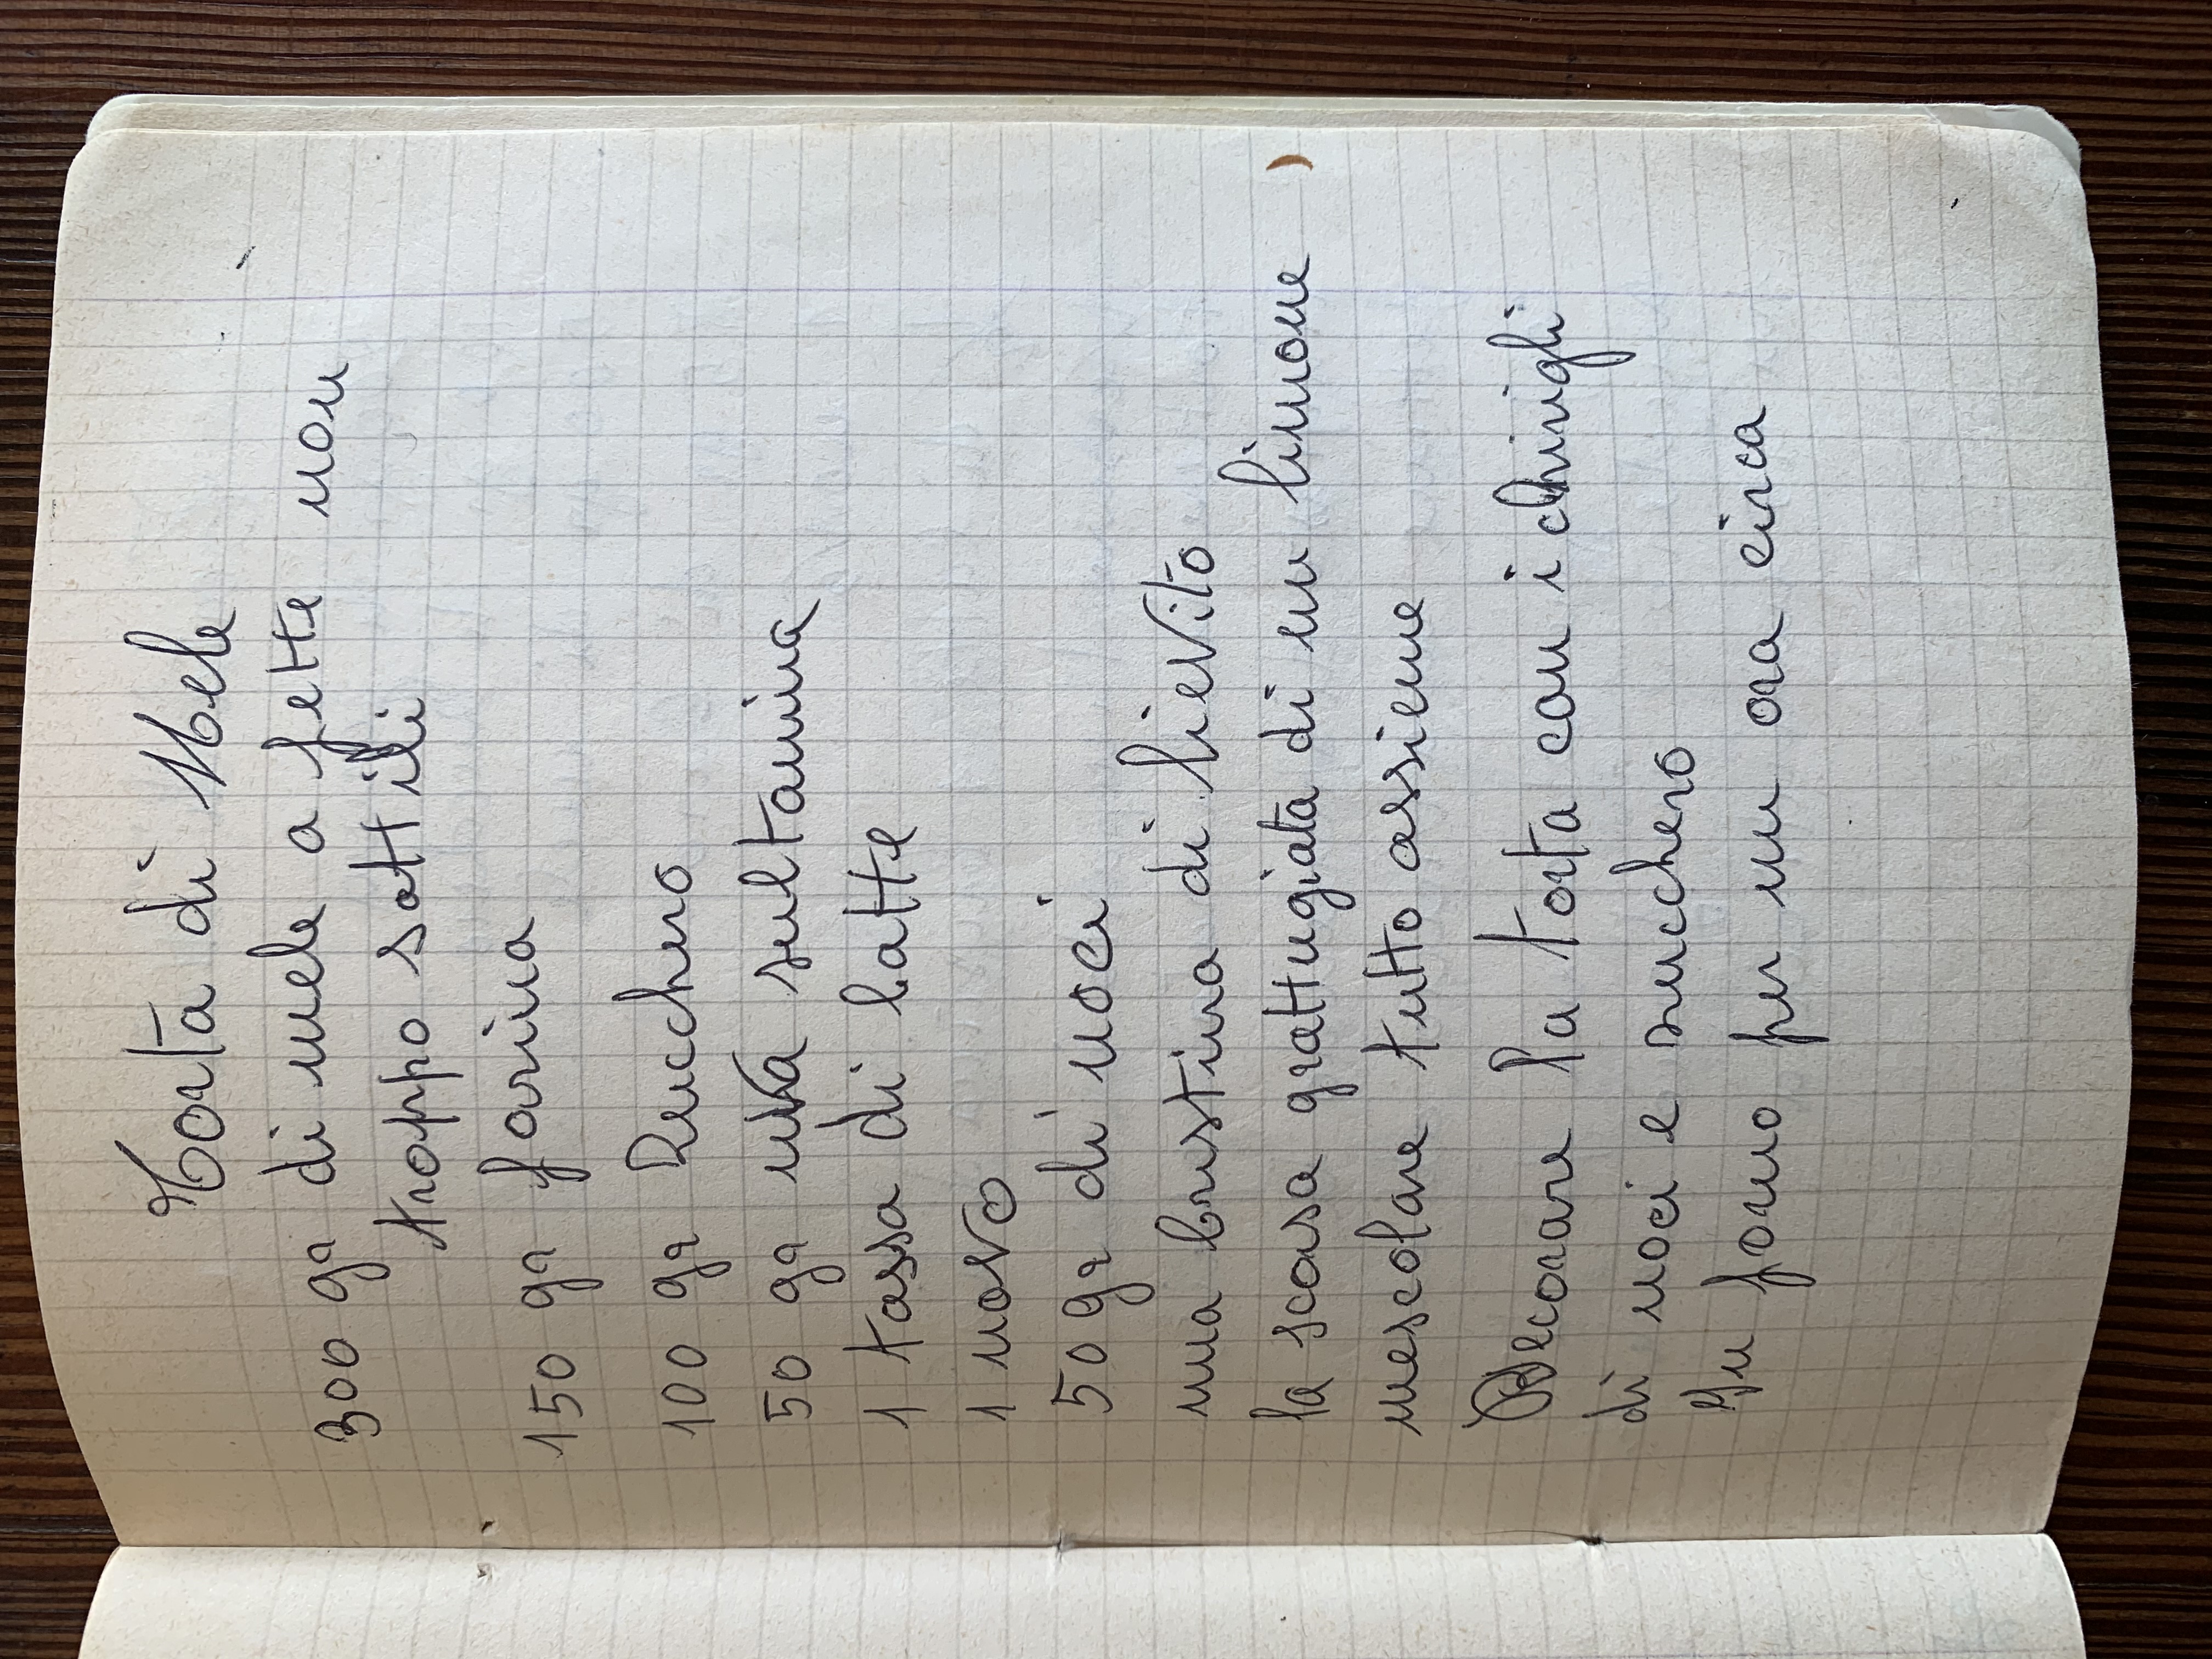 Torta di Mele
300 gr di mele a fette non
troppo sottili
150 gr farina
100 gr Zucchero
50 gr uva sultanina
1 tassa di latte
1 uovo
50 gr di noci
una bustina di lievito
la scorsa grattugiata di un limone
mescolare tutto assieme
Decorare la torta con i
di noci e zucchero
In forno per un ora circa